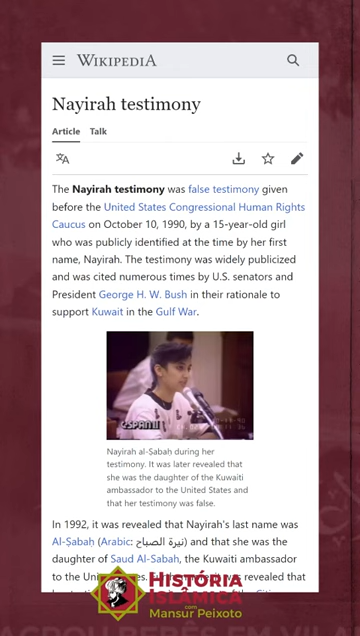 WIKIPEDIA
Nayirah testimony
Article Talk
The Nayirah testimony was false testimony given
before the United States Congressional Human Rights
Caucus on October 10, 1990, by a 15-year-old girl
who was publicly identified at the time by her first
name, Nayirah. The testimony was widely publicized
and was cited numerous times by U.S. senators and
President George H. W. Bush in their rationale to
support Kuwait in the Gulf War.
C-SPAN II
Nayirah al-Ṣabaḥ during her
testimony. It was later revealed that
she was the daughter of the Kuwaiti
ambassador to the United States and
that her testimony was false.
In 1992, it was revealed that Nayirah's last name was
Al-Ṣabaḥ (Arabic: نيرة الصباح) and that she was the
daughter of Saud Al-Sabah, the Kuwaiti ambassador
to the revealed that
HISTÓRIA
ISLÂMICA
com
Mansur Peixoto